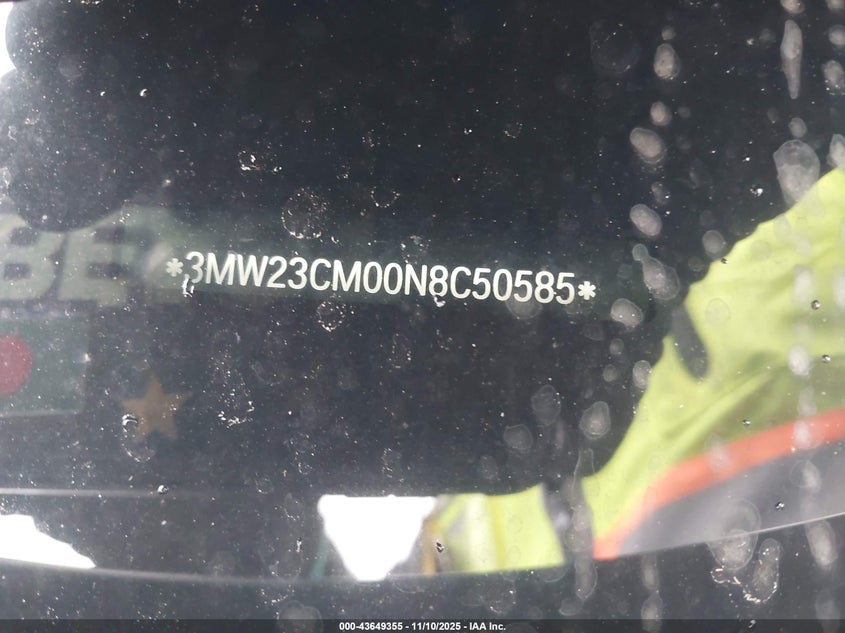 *3MW23CM00N8C50585*
000-43649355 - 11/10/2025 - IAA Inc.